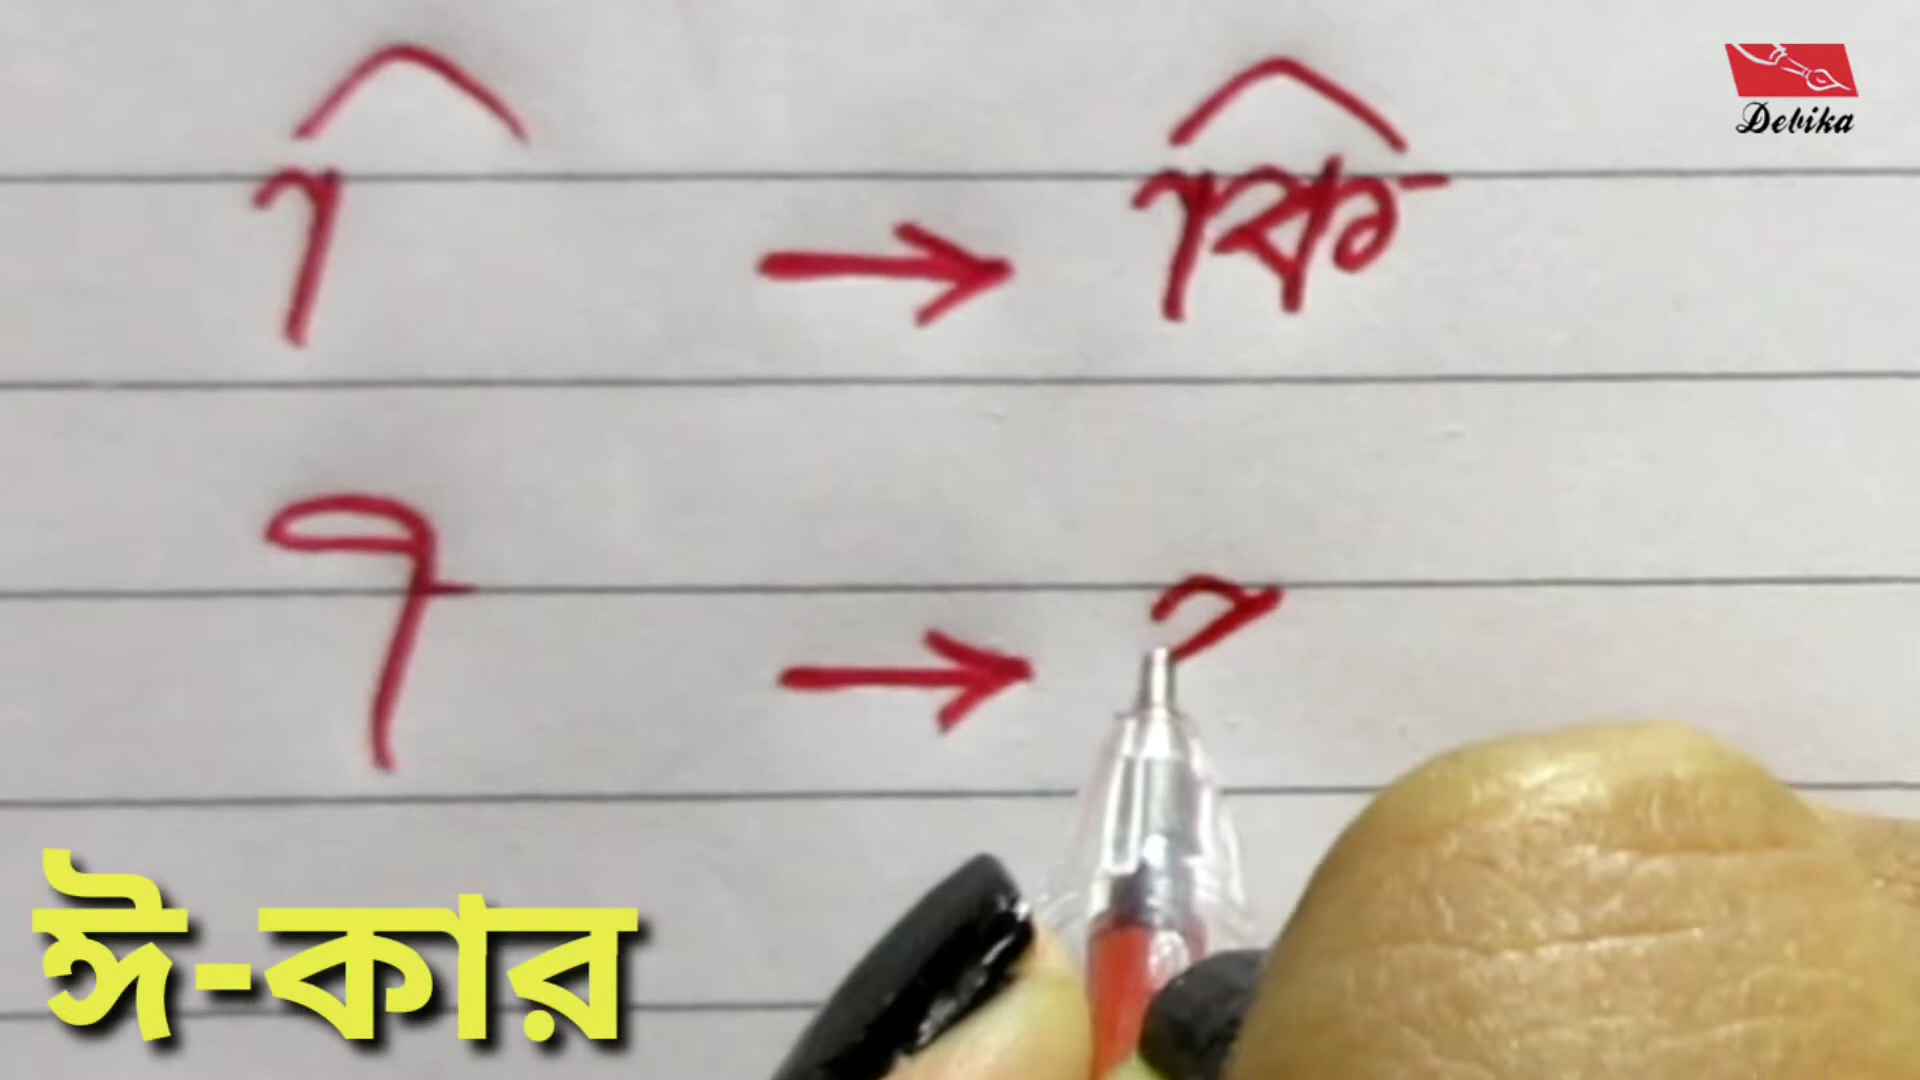 Debika
ি → কি
ী →
ঈ-কার